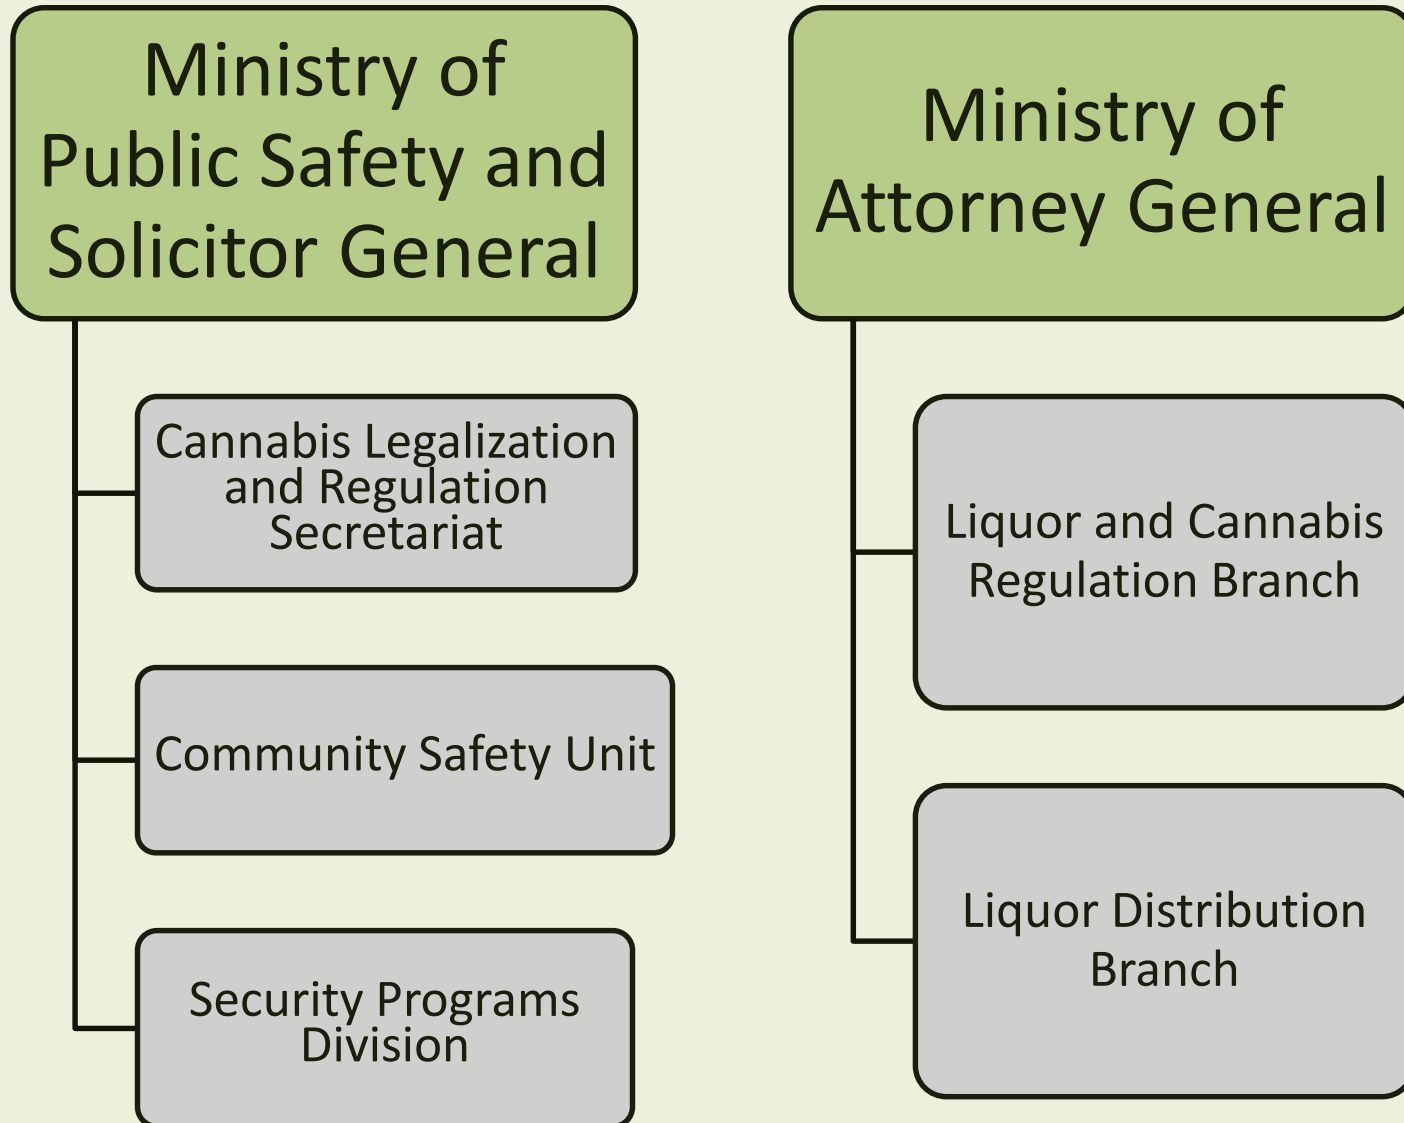 Ministry of
Public Safety and
Solicitor General
Cannabis Legalization
and Regulation
Secretariat
Community Safety Unit
Security Programs
Division
Ministry of
Attorney General
Liquor and Cannabis
Regulation Branch
Liquor Distribution
Branch